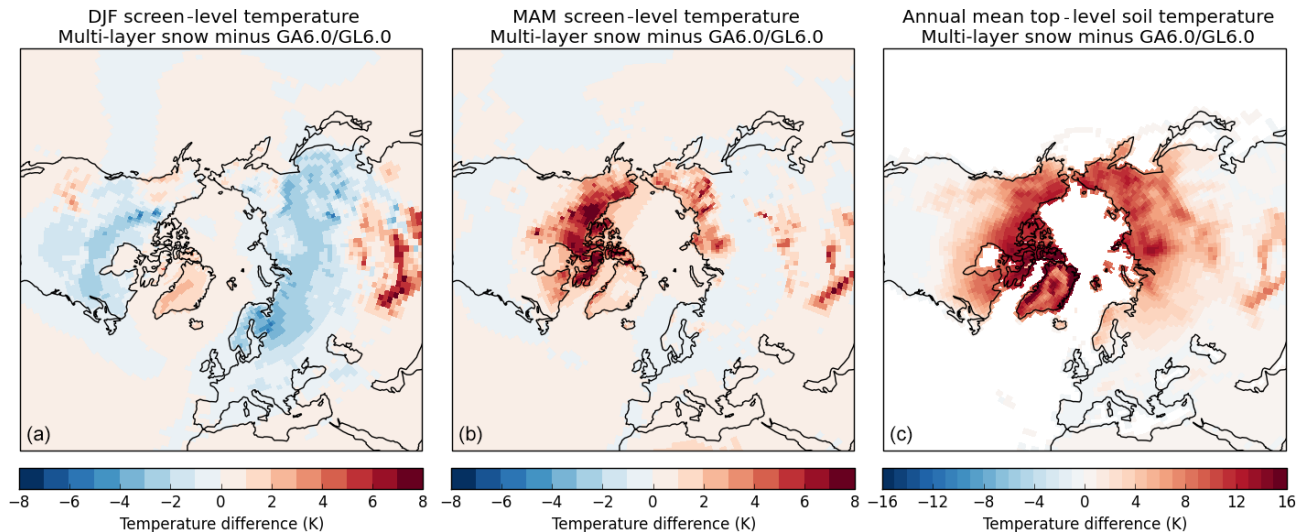 DJF screen-level temperature
Multi-layer snow minus GA6.0/GL6.0
MAM screen-level temperature
Multi-layer snow minus GA6.0/GL6.0
Annual mean top-level soil temperature
Multi-layer snow minus GA6.0/GL6.0
(a)
(b)
(c)
−8 −6 −4 −2 0 2 4 6 8
Temperature difference (K)
−8 −6 −4 −2 0 2 4 6 8
Temperature difference (K)
−16 −12 −8 −4 0 4 8 12 16
Temperature difference (K)